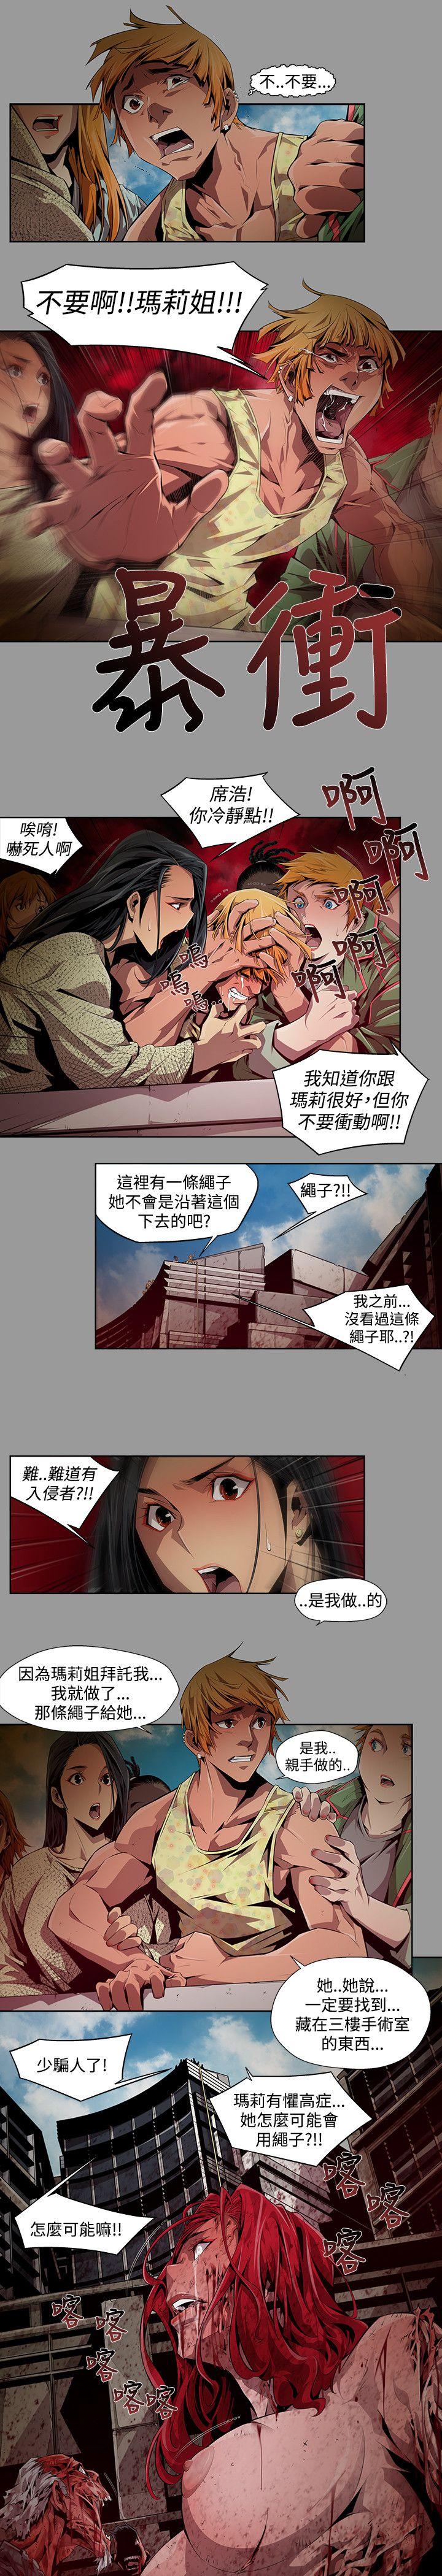 不..不要...
不要啊!!瑪莉姐!!!
暴衝
席浩!
你冷靜點!!
唉唷!
嚇死人啊
啊
啊
啊
啊
啊
嗚
嗚
嗚..
我知道你跟
瑪莉很好,但你
不要衝動啊!!
這裡有一條繩子
她不會是沿著這個
下去的吧?
繩子?!!
我之前...
沒看過這條
繩子耶..?!
難..難道有
入侵者?!!
..是我做..的
因為瑪莉姐拜託我...
我就做了...
那條繩子給她...
是我..
親手做的..
她..她說...
一定要找到...
藏在三樓手術室
的東西...
少騙人了!
瑪莉有懼高症...
她怎麼可能會
用繩子?!!
怎麼可能嘛!!
喀
喀
喀
喀
喀
喀
喀
喀